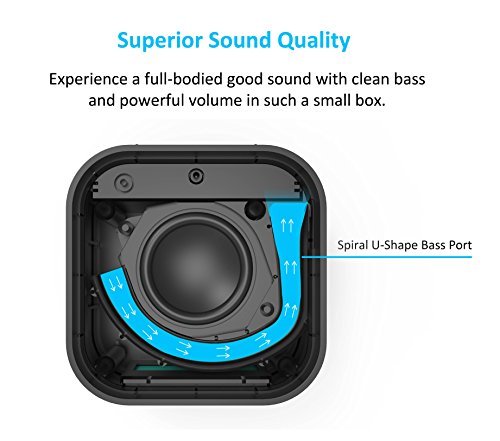 Superior Sound Quality
Experience a full-bodied good sound with clean bass
and powerful volume in such a small box.
Spiral U-Shape Bass Port